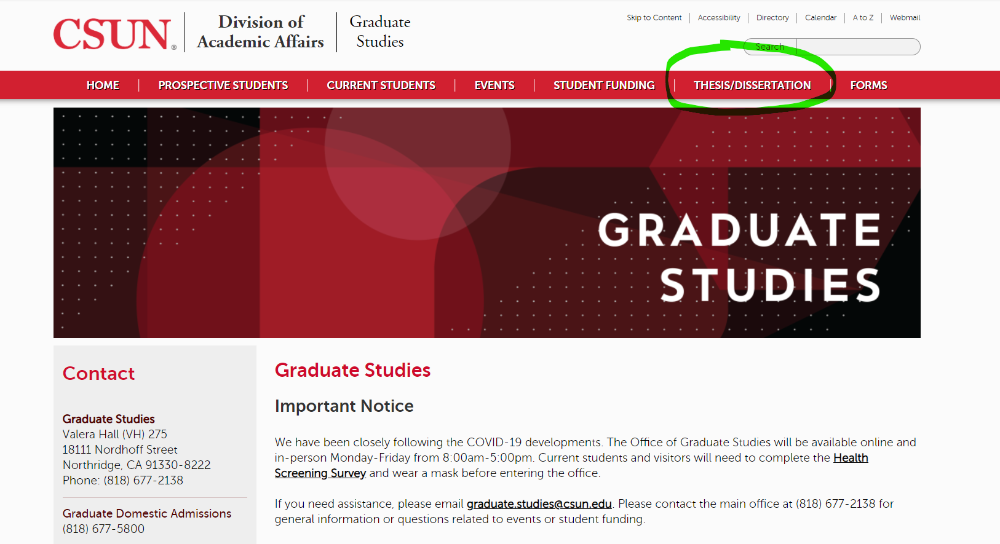 CSUN®
Division of
Academic Affairs
Graduate
Studies
Skip to Content
Accessibility
Directory
Calendar
A to Z
Webmail
Search
HOME
PROSPECTIVE STUDENTS
CURRENT STUDENTS
EVENTS
STUDENT FUNDING
THESIS/DISSERTATION
FORMS
GRADUATE
STUDIES
Contact
Graduate Studies
Valera Hall (VH) 275
18111 Nordhoff Street
Northridge, CA 91330-8222
Phone: (818) 677-2138
Graduate Domestic Admissions
(818) 677-5800
Graduate Studies
Important Notice
We have been closely following the COVID-19 developments. The Office of Graduate Studies will be available online and
in-person Monday-Friday from 8:00am-5:00pm. Current students and visitors will need to complete the Health
Screening Survey and wear a mask before entering the office.
If you need assistance, please email graduate.studies@csun.edu. Please contact the main office at (818) 677-2138 for
general information or questions related to events or student funding.